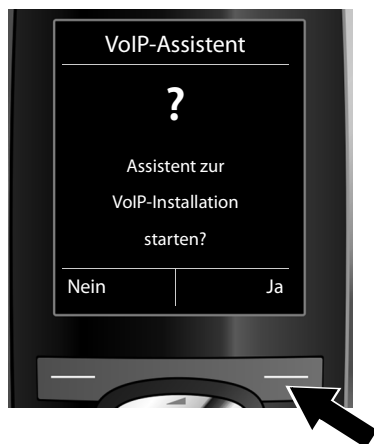 VoIP-Assistent
?
Assistent zur
VoIP-Installation
starten?
Nein Ja